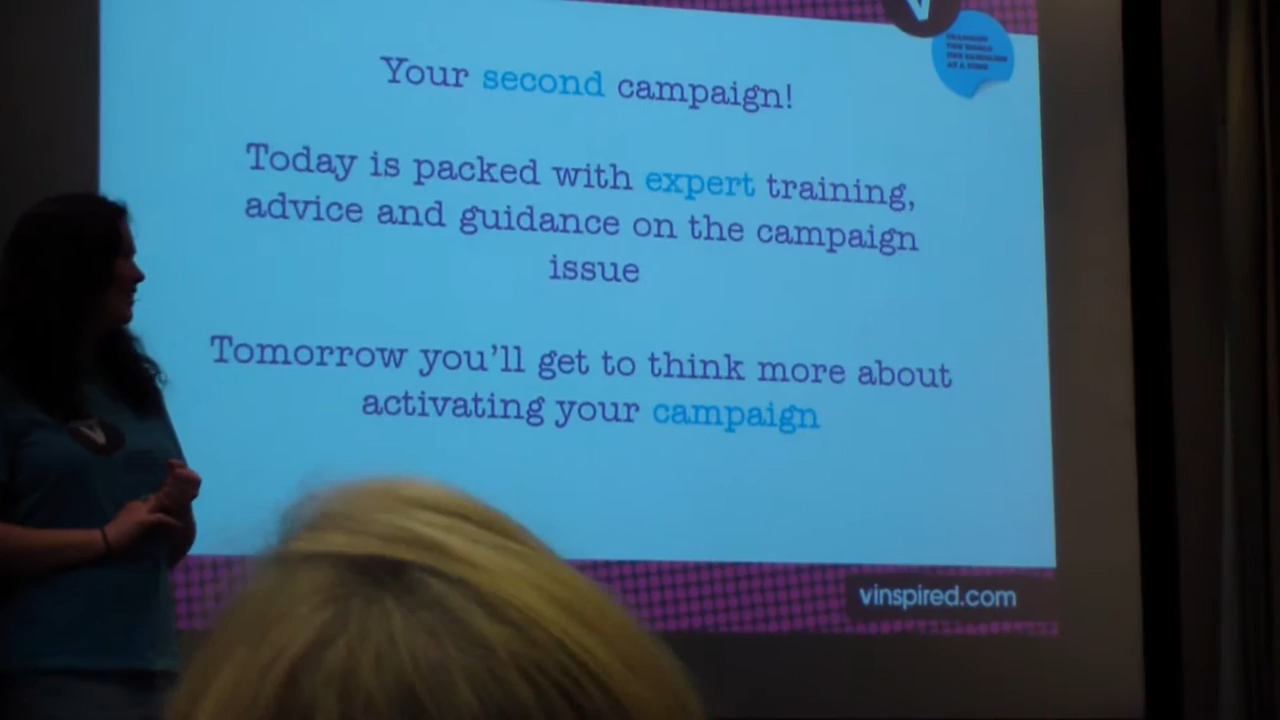 Your second campaign!
Today is packed with expert training,
advice and guidance on the campaign
issue
Tomorrow you'll get to think more about
activating your campaign
vinspired.com